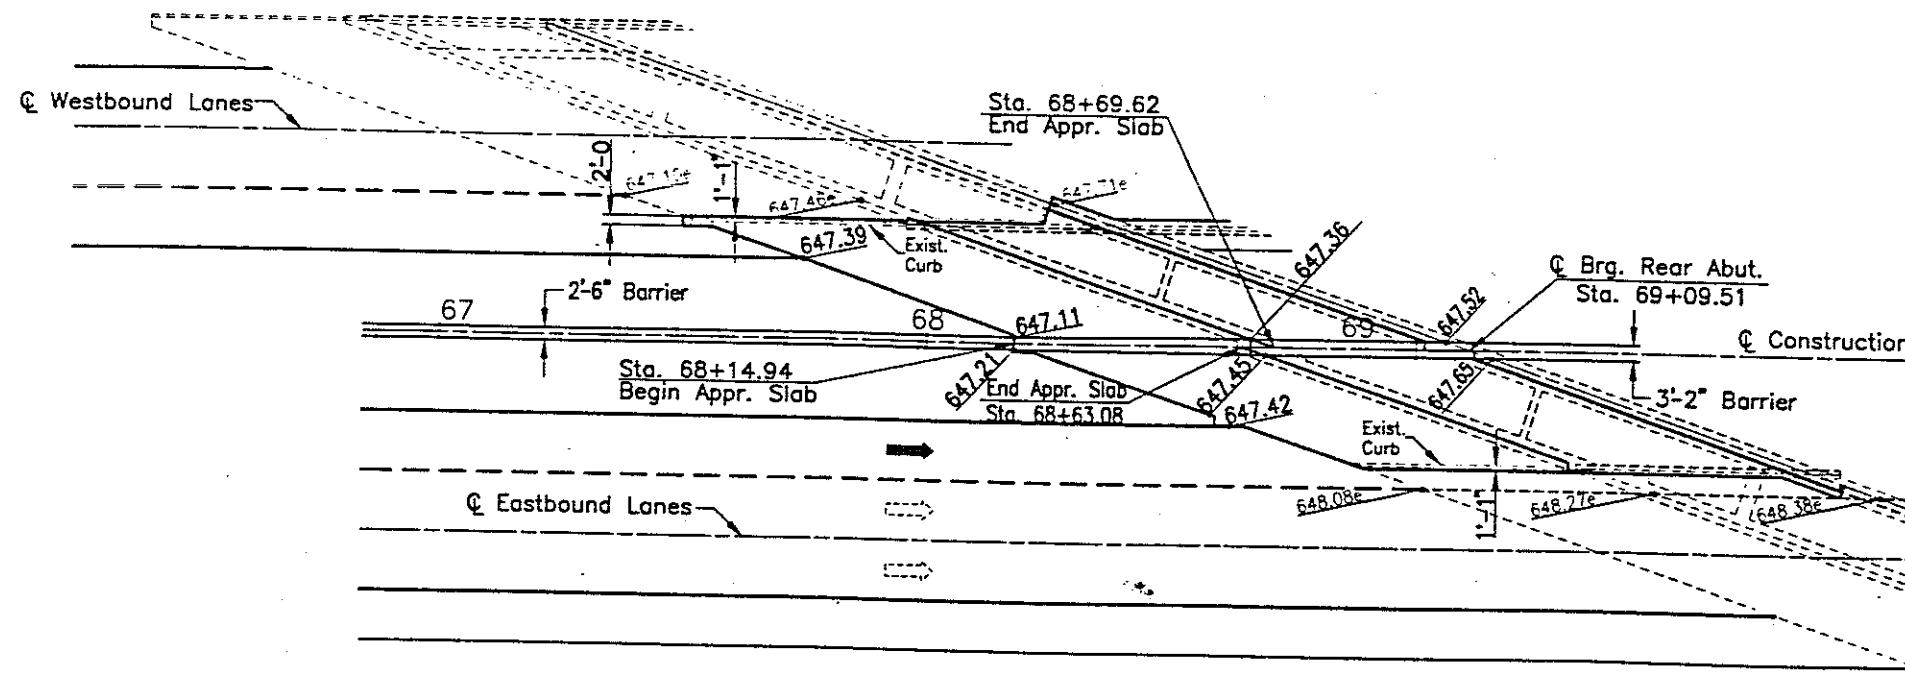 ℄ Westbound Lanes
2'-0
1'-1"
647.46e
647.71e
Sta. 68+69.62
End Appr. Slab
647.39
Exist.
Curb
647.36
℄ Brg. Rear Abut.
Sta. 69+09.51
2'-6" Barrier
67
68
647.11
69
647.52
℄ Construction
Sta. 68+14.94
Begin Appr. Slab
647.21
End Appr. Slab
Sta. 68+63.08
647.45
647.42
647.65
3'-2" Barrier
Exist.
Curb
℄ Eastbound Lanes
648.08e
1'-1"
648.27e
648.38e